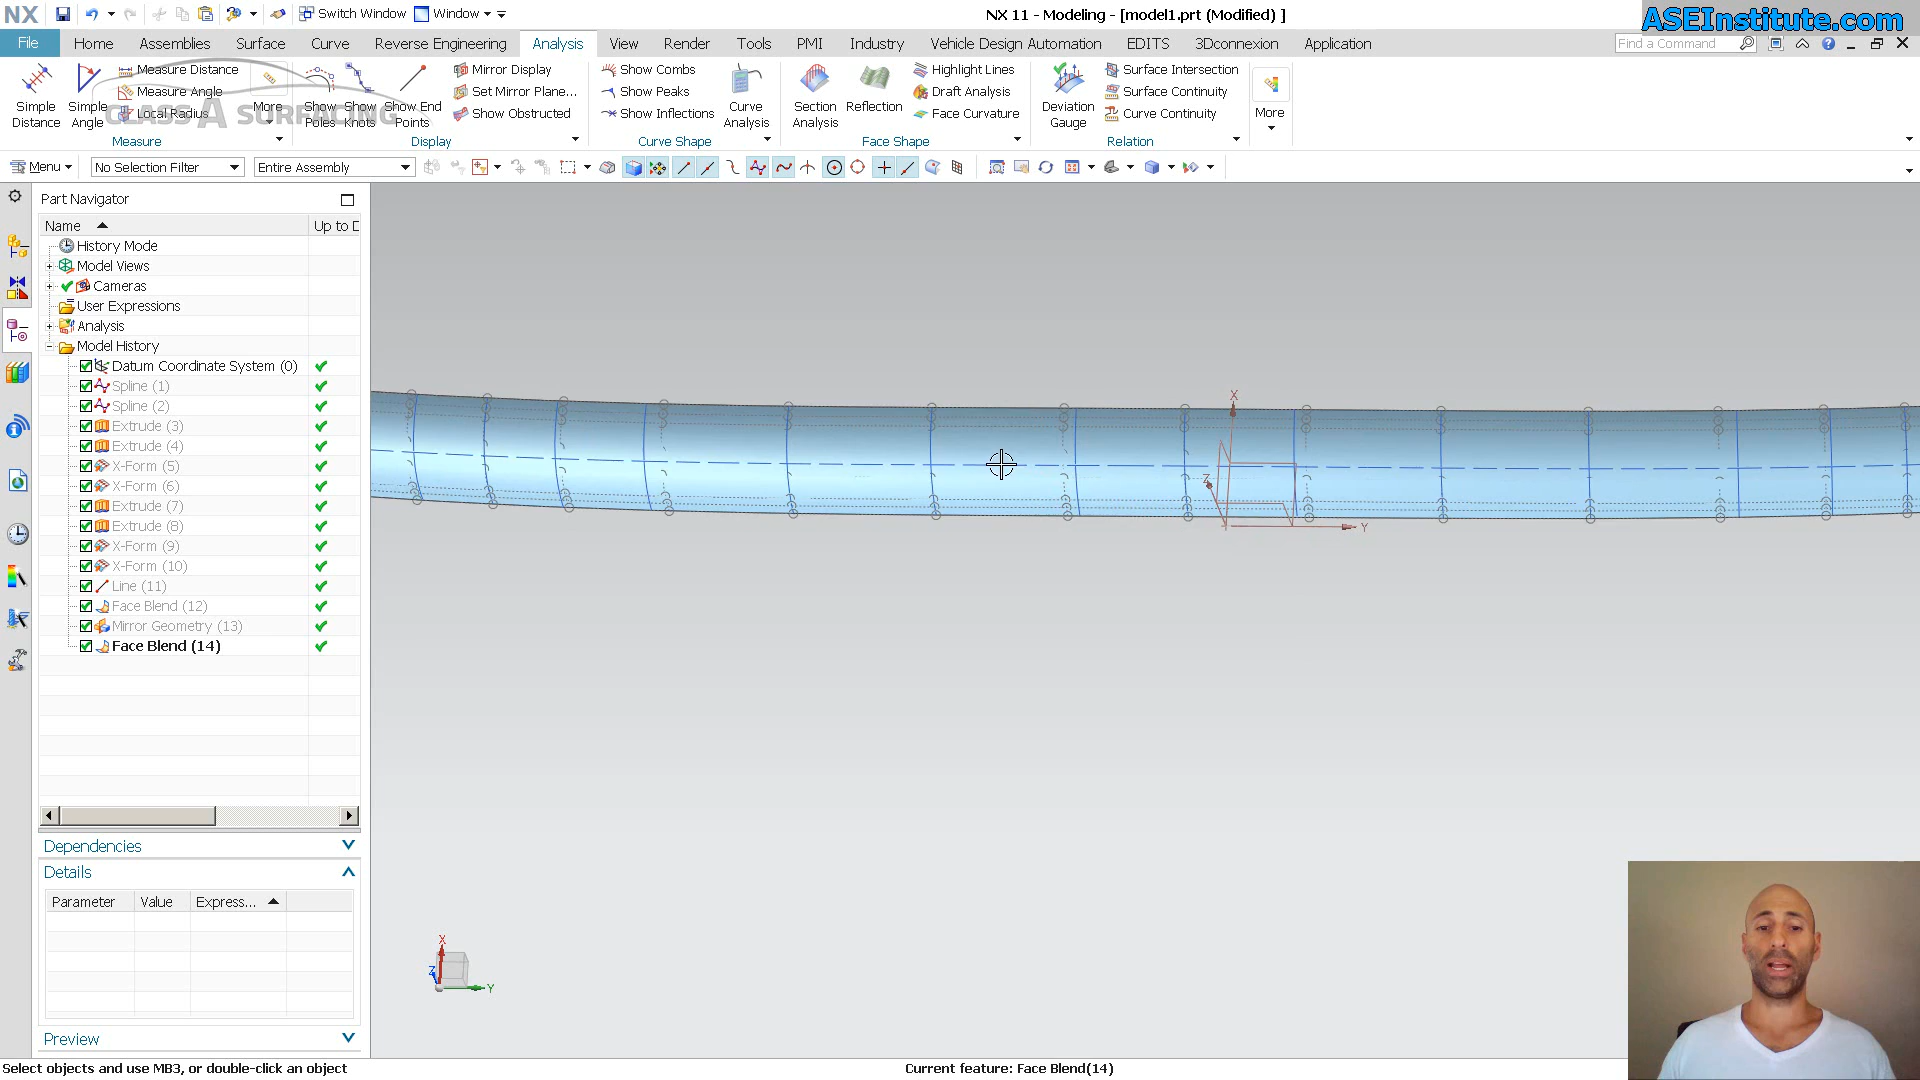 NX
Switch Window
Window
NX 11 - Modeling - [model1.prt (Modified) ]
ASEInstitute.com
File
Home
Assemblies
Surface
Curve
Reverse Engineering
Analysis
View
Render
Tools
PMI
Industry
Vehicle Design Automation
EDITS
3Dconnexion
Application
Find a Command
Simple Distance
Simple Angle
Measure Distance
Measure Angle
Local Radius
More
Measure
CLASS A SURFACING
Show Poles
Show Knots
Show End Points
Mirror Display
Set Mirror Plane...
Show Obstructed
Display
Show Combs
Show Peaks
Show Inflections
Curve Analysis
Curve Shape
Section Analysis
Reflection
Highlight Lines
Draft Analysis
Face Curvature
Face Shape
Deviation Gauge
Surface Intersection
Surface Continuity
Curve Continuity
Relation
More
Menu
No Selection Filter
Entire Assembly
Part Navigator
Name
Up to D
History Mode
Model Views
Cameras
User Expressions
Analysis
Model History
Datum Coordinate System (0)
Spline (1)
Spline (2)
Extrude (3)
Extrude (4)
X-Form (5)
X-Form (6)
Extrude (7)
Extrude (8)
X-Form (9)
X-Form (10)
Line (11)
Face Blend (12)
Mirror Geometry (13)
Face Blend (14)
Dependencies
Details
Parameter
Value
Express...
Preview
X
Z
Y
X
Z
Y
Select objects and use MB3, or double-click an object
Current feature: Face Blend(14)